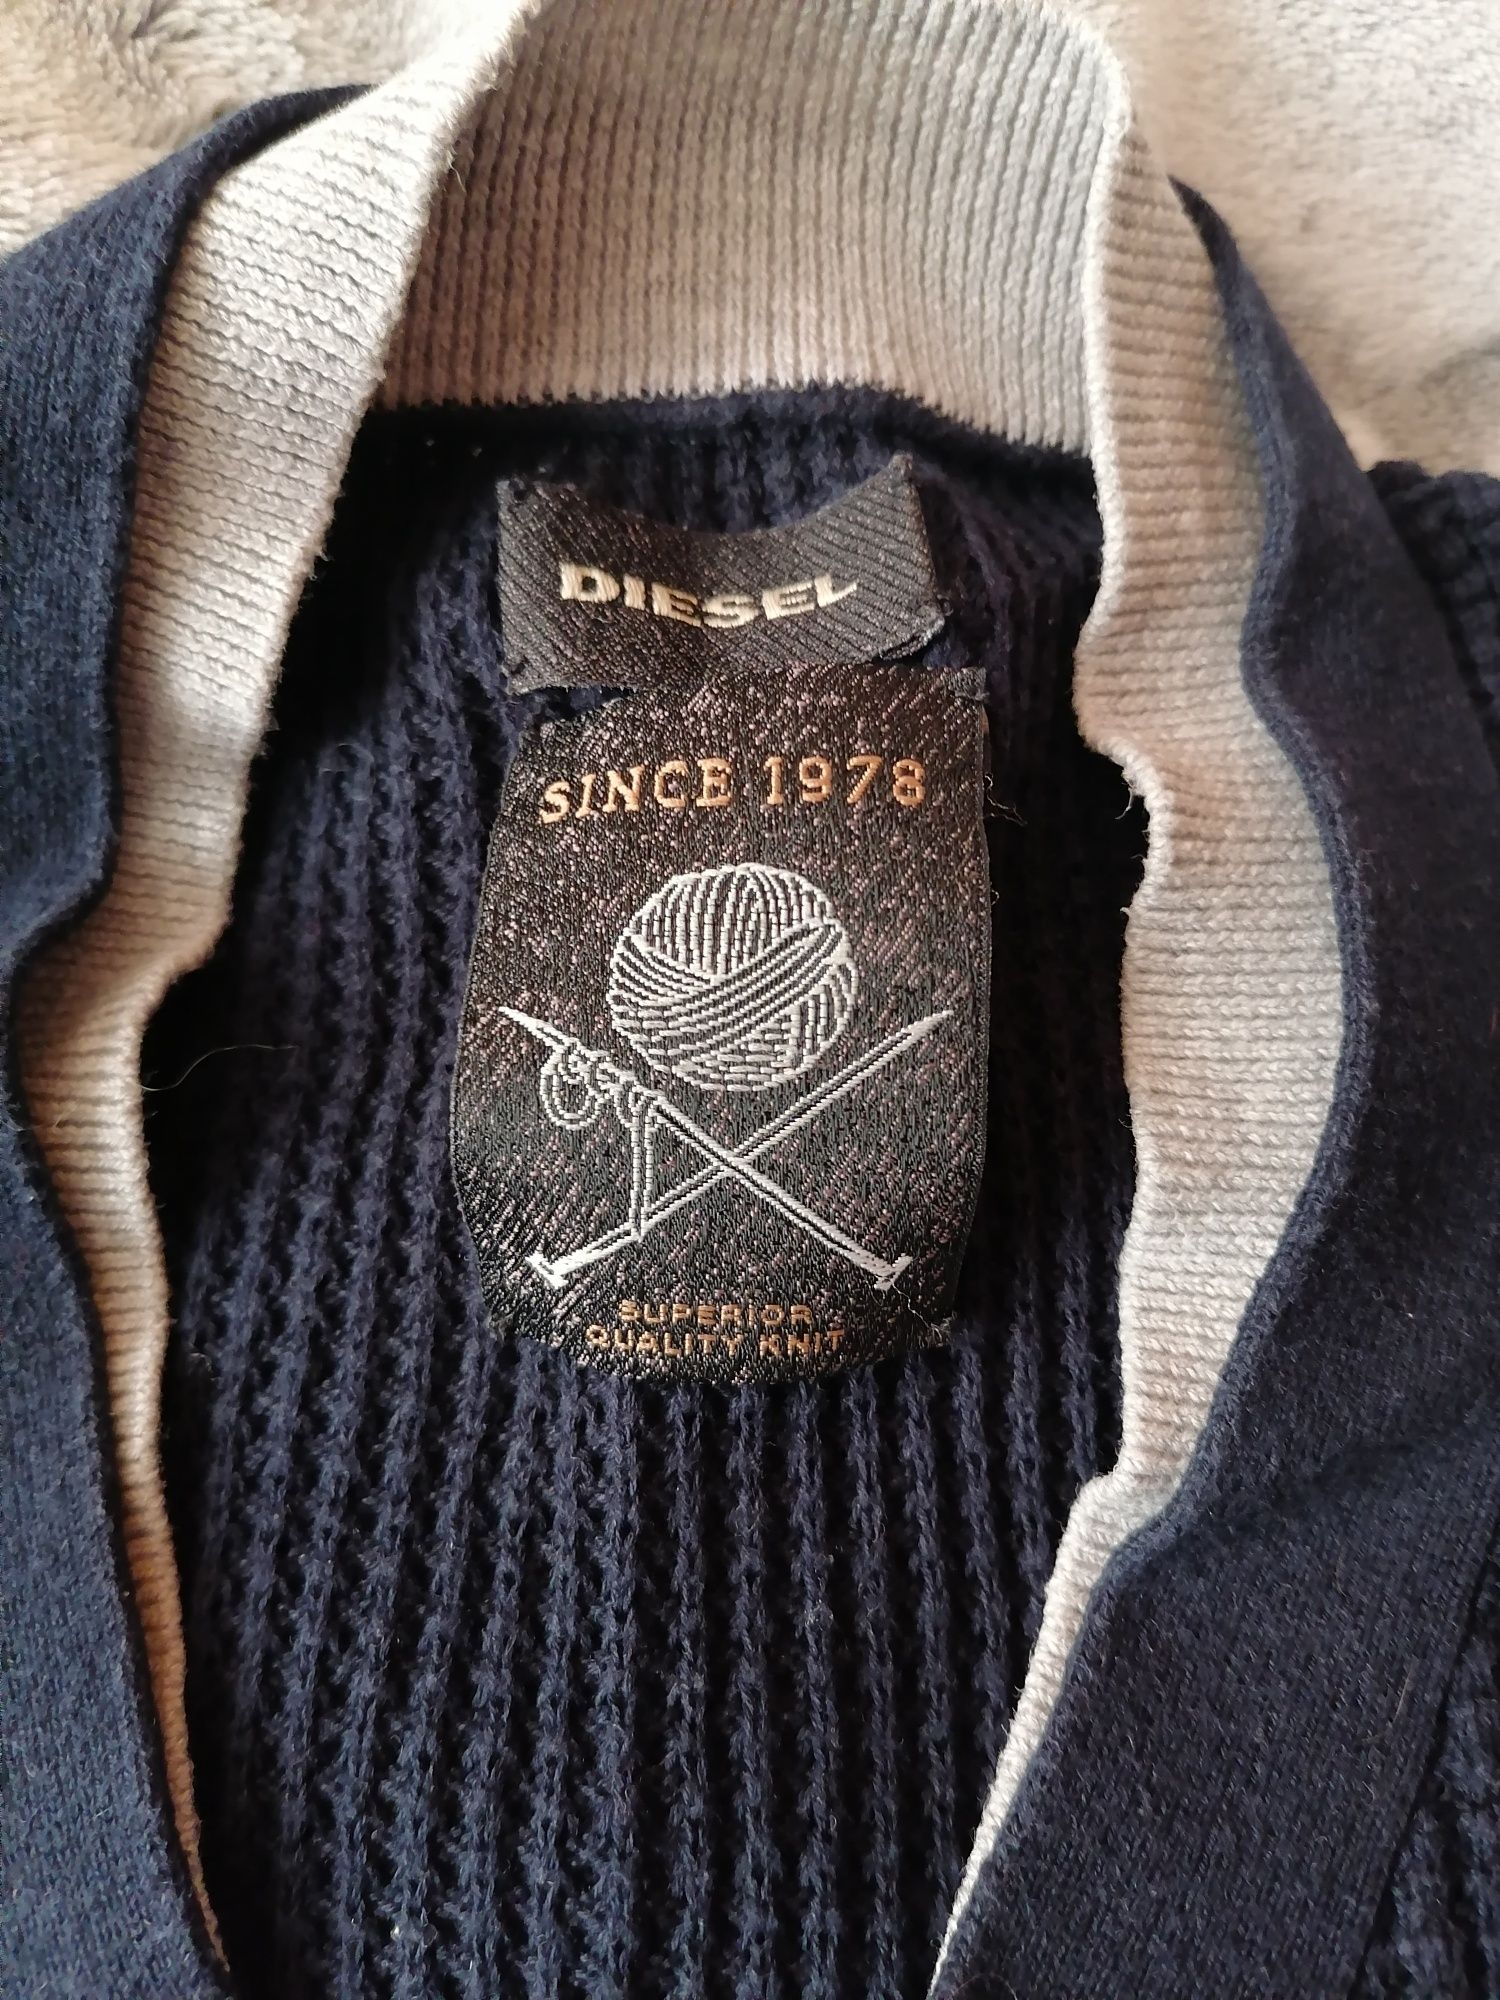 DIESEL
SINCE 1978
SUPERIOR
QUALITY KNIT